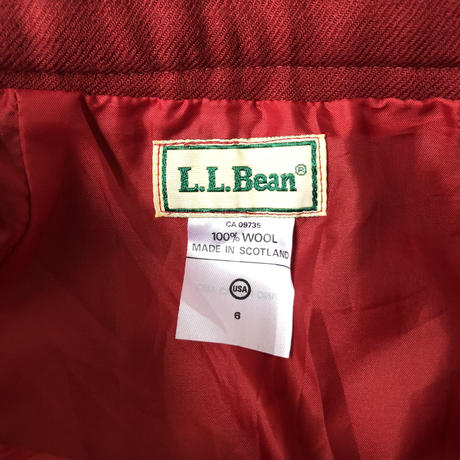 L.L.Bean®
CA 09735
100% WOOL
MADE IN SCOTLAND
USA
6